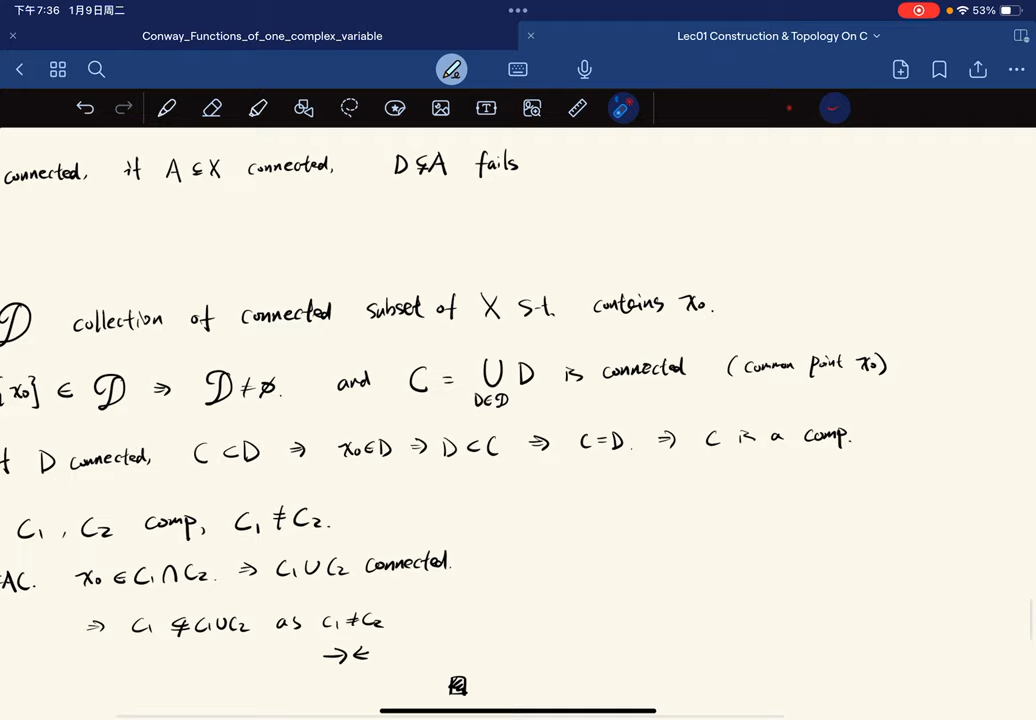 下午7:36 1月9日周二
53%
Conway_Functions_of_one_complex_variable
Lec01 Construction & Topology On C
connected, if A ⊆ X connected, D ⊊ A fails
𝒟 collection of connected subset of X s.t. contains x₀.
{x₀} ∈ 𝒟 ⇒ 𝒟 ≠ ∅. and C = ⋃_{D∈𝒟} D is connected (common point x₀)
If D connected, C ⊂ D ⇒ x₀ ∈ D ⇒ D ⊂ C ⇒ C = D. ⇒ C is a comp.
C₁, C₂ comp, C₁ ≠ C₂.
AC. x₀ ∈ C₁ ∩ C₂. ⇒ C₁ ∪ C₂ connected.
⇒ C₁ ⊊ C₁ ∪ C₂ as C₁ ≠ C₂
→←